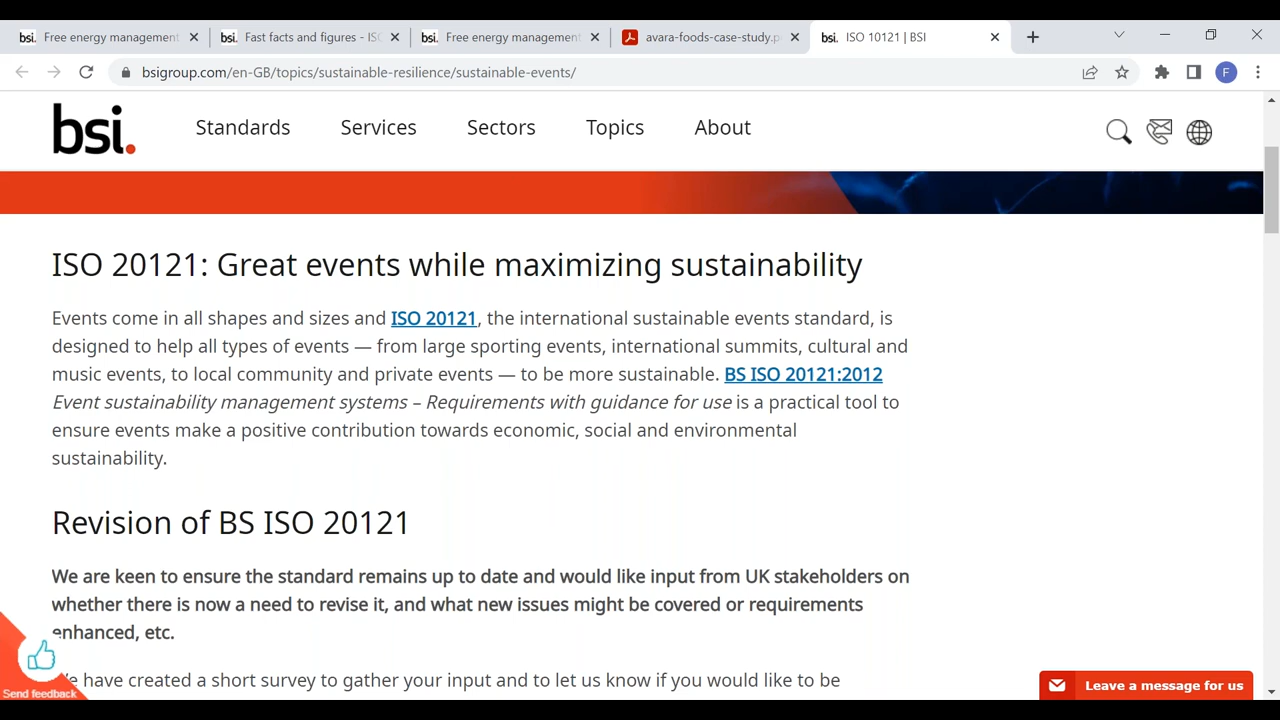 bsi. Free energy management
bsi. Fast facts and figures - ISO
bsi. Free energy management
avara-foods-case-study.p
bsi. ISO 10121 | BSI
bsigroup.com/en-GB/topics/sustainable-resilience/sustainable-events/
F
bsi.
Standards
Services
Sectors
Topics
About
ISO 20121: Great events while maximizing sustainability
Events come in all shapes and sizes and ISO 20121, the international sustainable events standard, is
designed to help all types of events — from large sporting events, international summits, cultural and
music events, to local community and private events — to be more sustainable. BS ISO 20121:2012
Event sustainability management systems – Requirements with guidance for use is a practical tool to
ensure events make a positive contribution towards economic, social and environmental
sustainability.
Revision of BS ISO 20121
We are keen to ensure the standard remains up to date and would like input from UK stakeholders on
whether there is now a need to revise it, and what new issues might be covered or requirements
enhanced, etc.
We have created a short survey to gather your input and to let us know if you would like to be
Send feedback
Leave a message for us